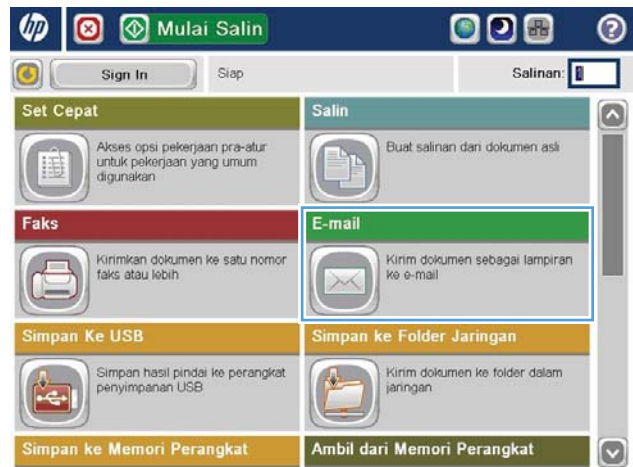 hp Mulai Salin ?
Sign In Siap Salinan: 1
Set Cepat
Akses opsi pekerjaan pra-atur
untuk pekerjaan yang umum
digunakan
Salin
Buat salinan dari dokumen asli
Faks
Kirimkan dokumen ke satu nomor
faks atau lebih
E-mail
Kirim dokumen sebagai lampiran
ke e-mail
Simpan Ke USB
Simpan hasil pindai ke perangkat
penyimpanan USB
Simpan ke Folder Jaringan
Kirim dokumen ke folder dalam
jaringan
Simpan ke Memori Perangkat
Ambil dari Memori Perangkat